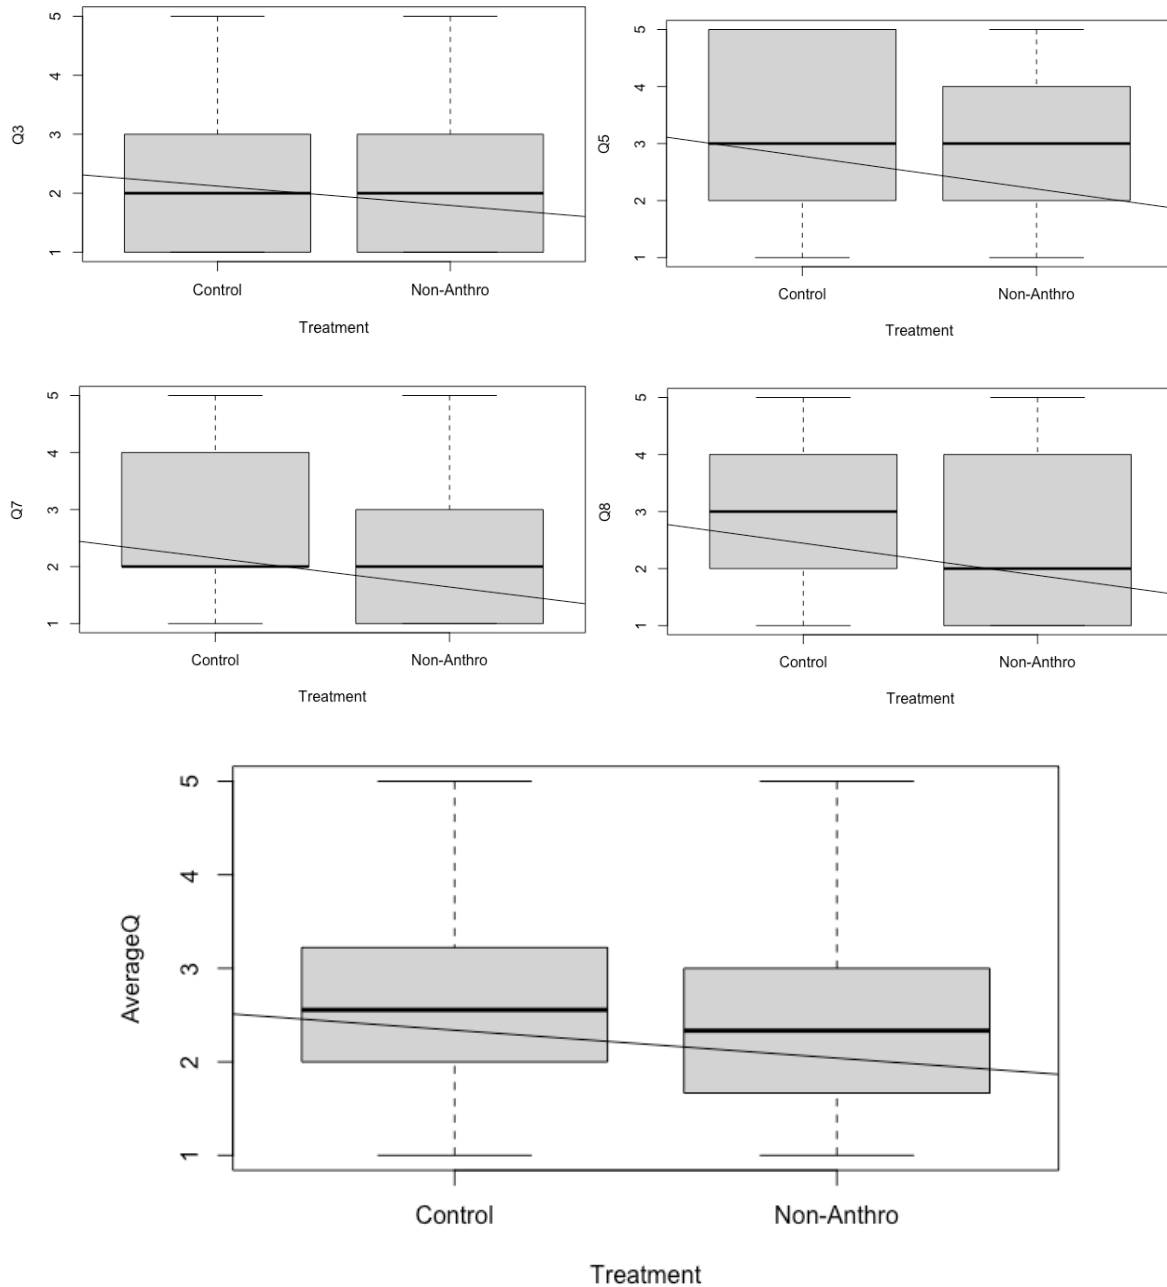 Q3
5
4
3
2
1
Control Non-Anthro
Treatment
Q5
5
4
3
2
1
Control Non-Anthro
Treatment
Q7
5
4
3
2
1
Control Non-Anthro
Treatment
Q8
5
4
3
2
1
Control Non-Anthro
Treatment
AverageQ
5
4
3
2
1
Control Non-Anthro
Treatment